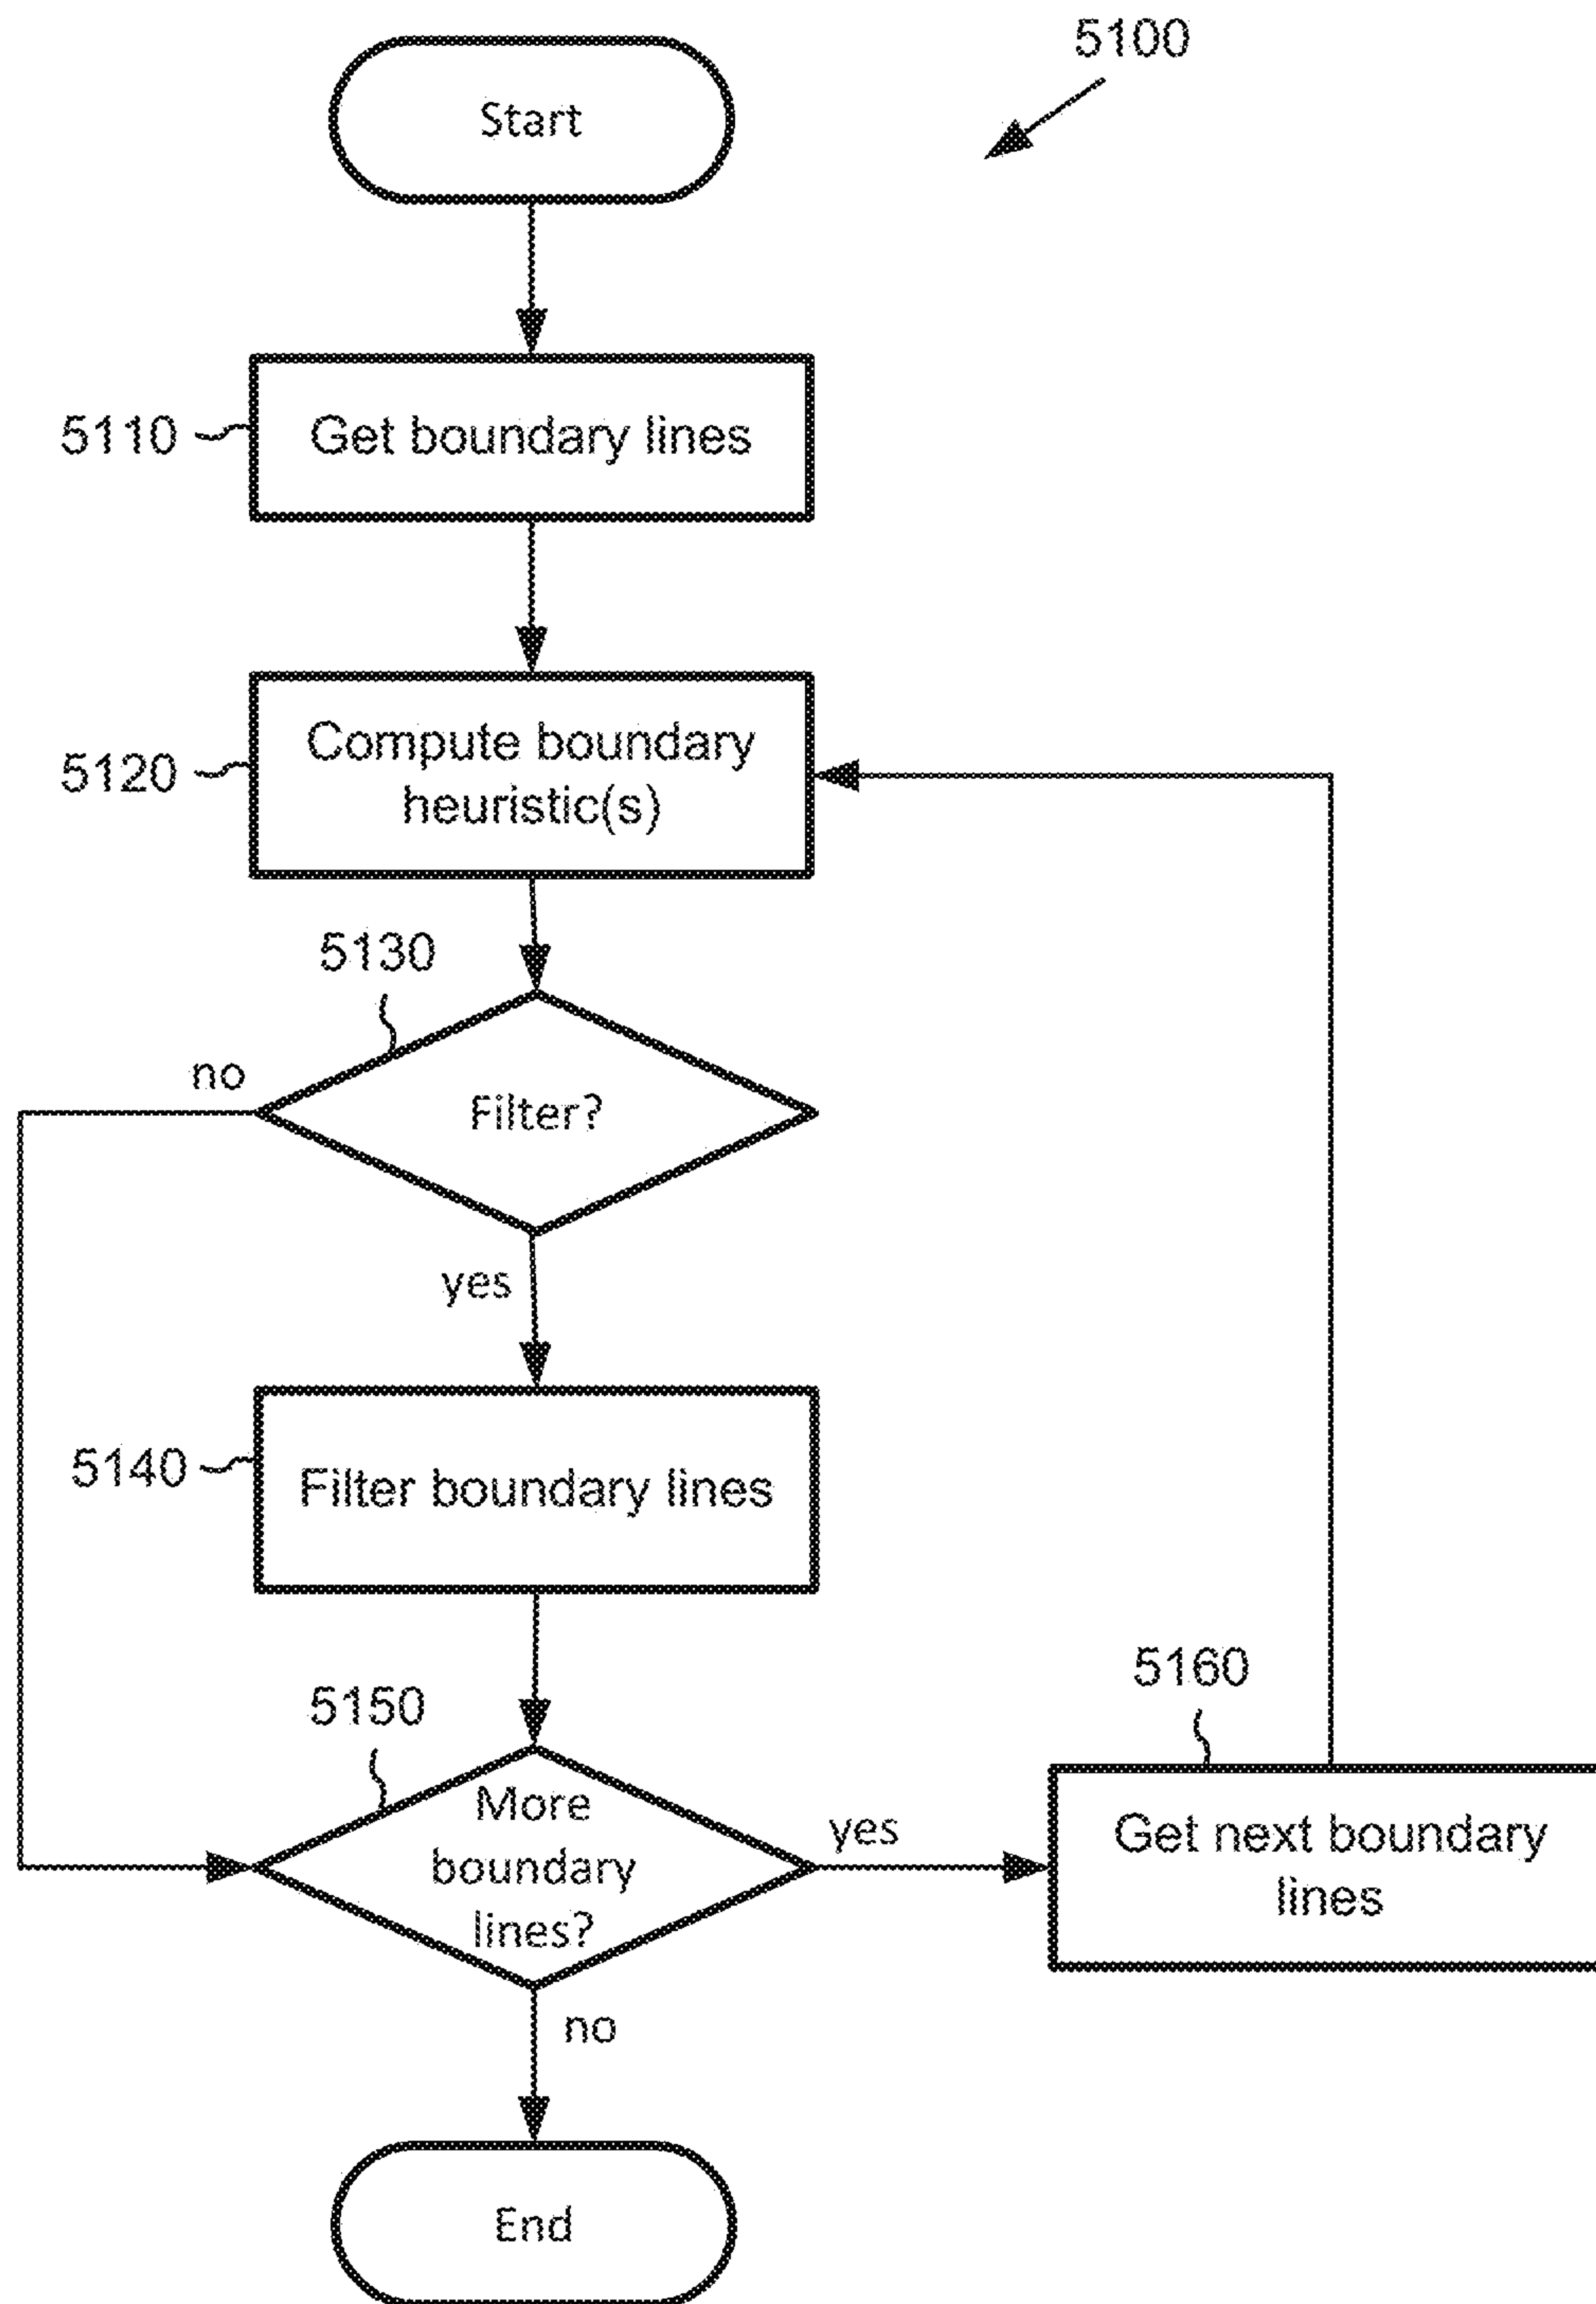 5100
Start
5110
Get boundary lines
5120
Compute boundary
heuristic(s)
5130
no
Filter?
yes
5140
Filter boundary lines
5150
More
boundary
lines?
yes
5160
Get next boundary
lines
no
End